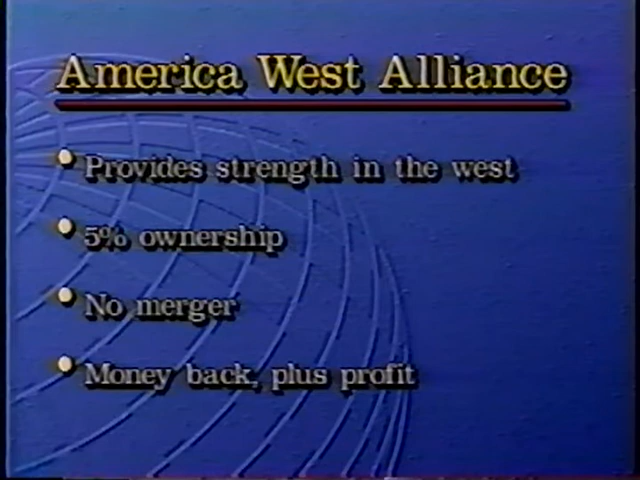 America West Alliance
Provides strength in the west
5% ownership
No merger
Money back, plus profit